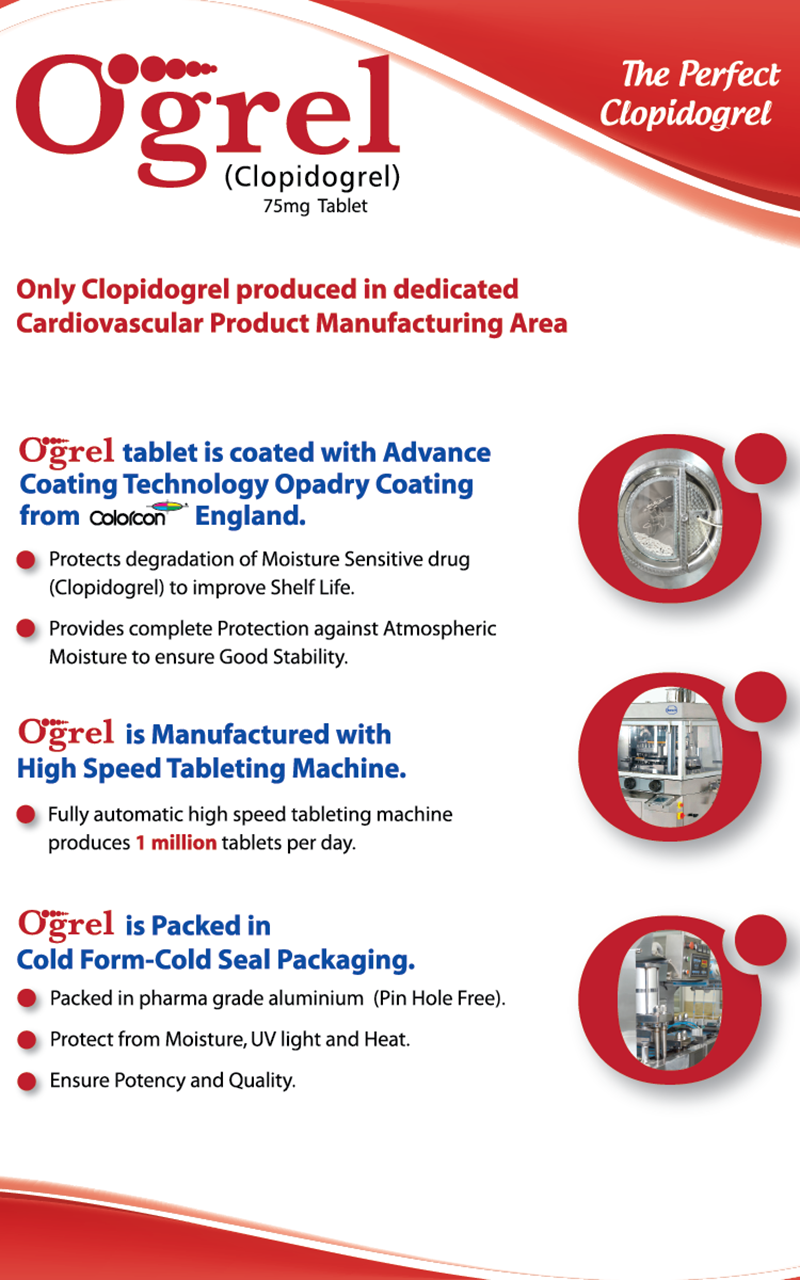 Ogrel
(Clopidogrel)
75mg Tablet
The Perfect
Clopidogrel
Only Clopidogrel produced in dedicated
Cardiovascular Product Manufacturing Area
Ogrel tablet is coated with Advance
Coating Technology Opadry Coating
from Colorcon England.
Protects degradation of Moisture Sensitive drug
(Clopidogrel) to improve Shelf Life.
Provides complete Protection against Atmospheric
Moisture to ensure Good Stability.
Ogrel is Manufactured with
High Speed Tableting Machine.
Fully automatic high speed tableting machine
produces 1 million tablets per day.
Ogrel is Packed in
Cold Form-Cold Seal Packaging.
Packed in pharma grade aluminium (Pin Hole Free).
Protect from Moisture, UV light and Heat.
Ensure Potency and Quality.